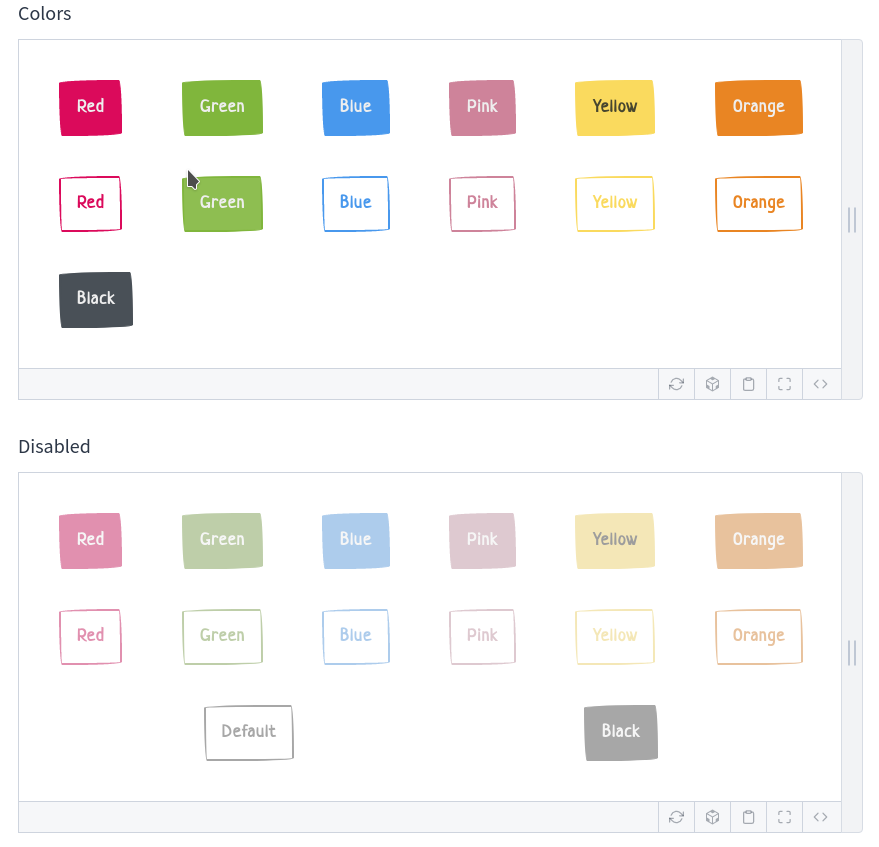 Colors
Red Green Blue Pink Yellow Orange
Red Green Blue Pink Yellow Orange
Black
Disabled
Red Green Blue Pink Yellow Orange
Red Green Blue Pink Yellow Orange
Default Black